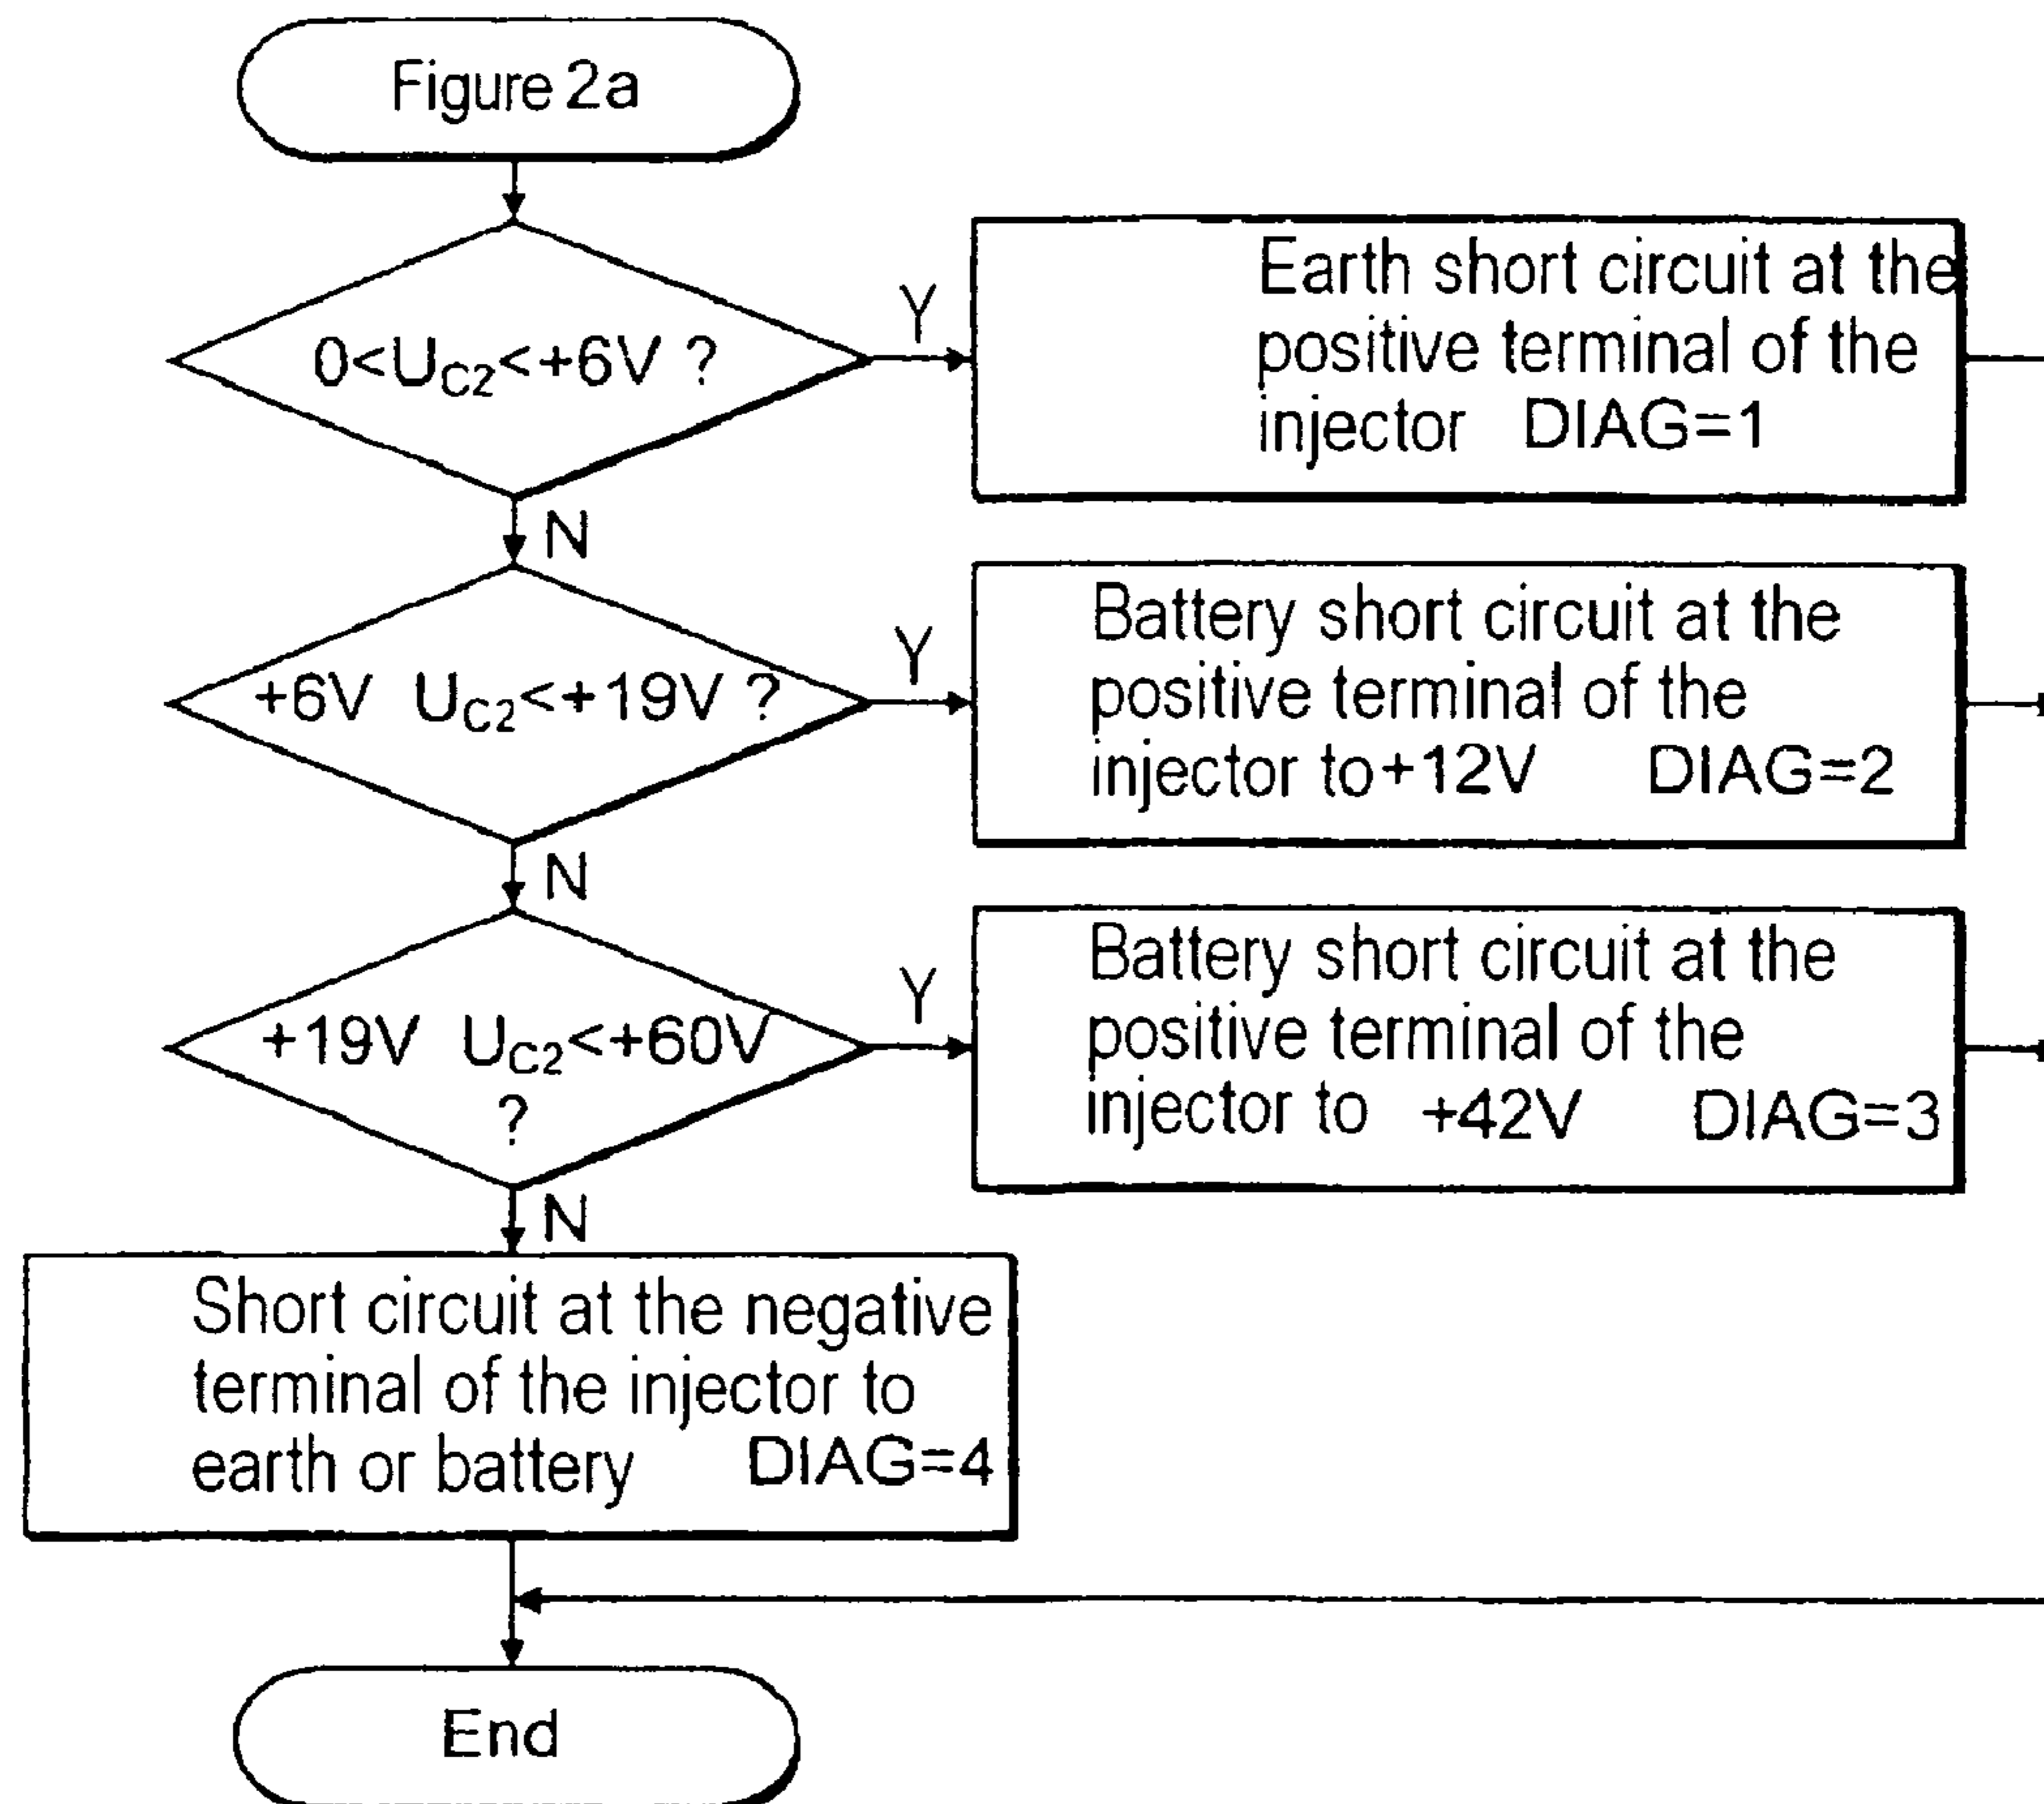 Figure 2a
0<UC2<+6V ?
Y
Earth short circuit at the
positive terminal of the
injector DIAG=1
N
+6V UC2<+19V ?
Y
Battery short circuit at the
positive terminal of the
injector to+12V DIAG=2
N
+19V UC2<+60V
?
Y
Battery short circuit at the
positive terminal of the
injector to +42V DIAG=3
N
Short circuit at the negative
terminal of the injector to
earth or battery DIAG=4
End